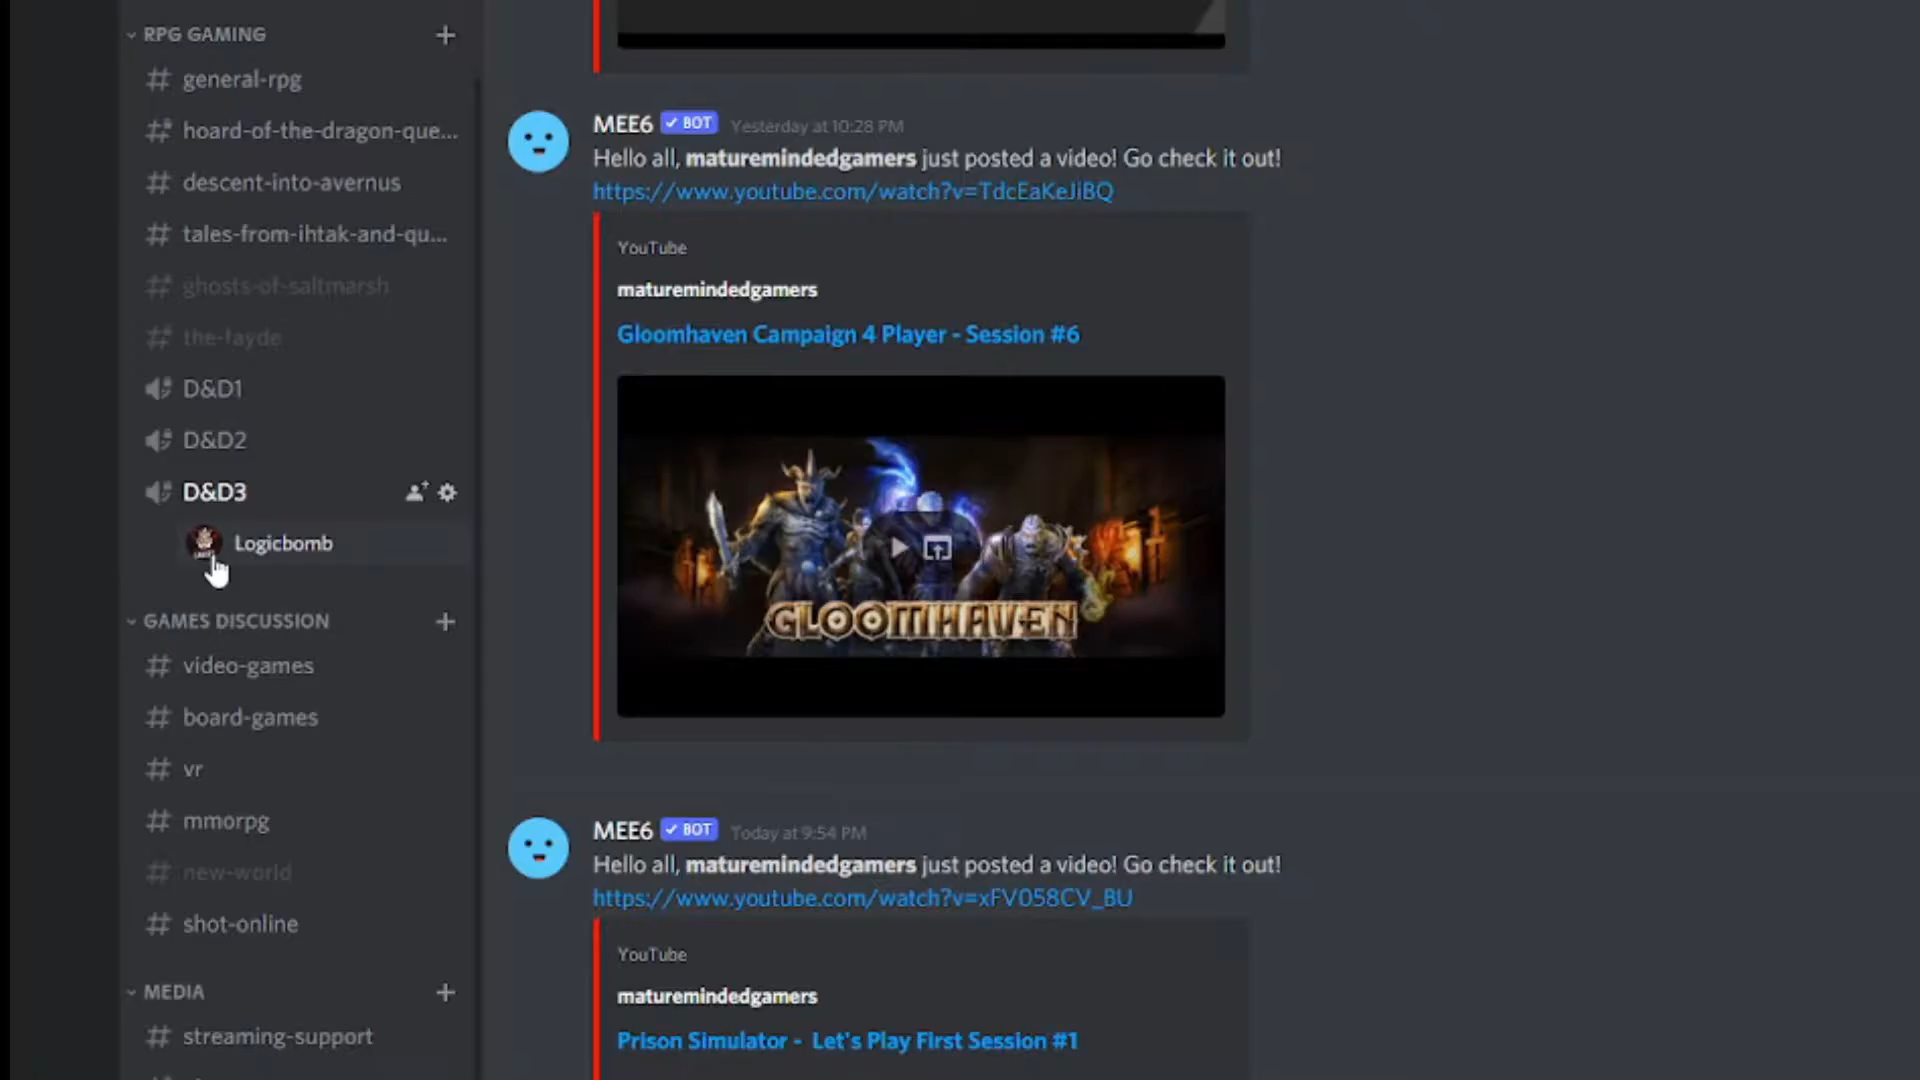 RPG GAMING
general-rpg
hoard-of-the-dragon-que...
descent-into-avernus
tales-from-ihtak-and-qu...
ghosts-of-saltmarsh
the-fayde
D&D1
D&D2
D&D3
Logicbomb
GAMES DISCUSSION
video-games
board-games
vr
mmorpg
new-world
shot-online
MEDIA
streaming-support
MEE6 BOT Yesterday at 10:28 PM
Hello all, maturemindedgamers just posted a video! Go check it out!
https://www.youtube.com/watch?v=TdcEaKeJiBQ
YouTube
maturemindedgamers
Gloomhaven Campaign 4 Player - Session #6
GLOOMHAVEN
MEE6 BOT Today at 9:54 PM
Hello all, maturemindedgamers just posted a video! Go check it out!
https://www.youtube.com/watch?v=xFV058CV_BU
YouTube
maturemindedgamers
Prison Simulator - Let's Play First Session #1